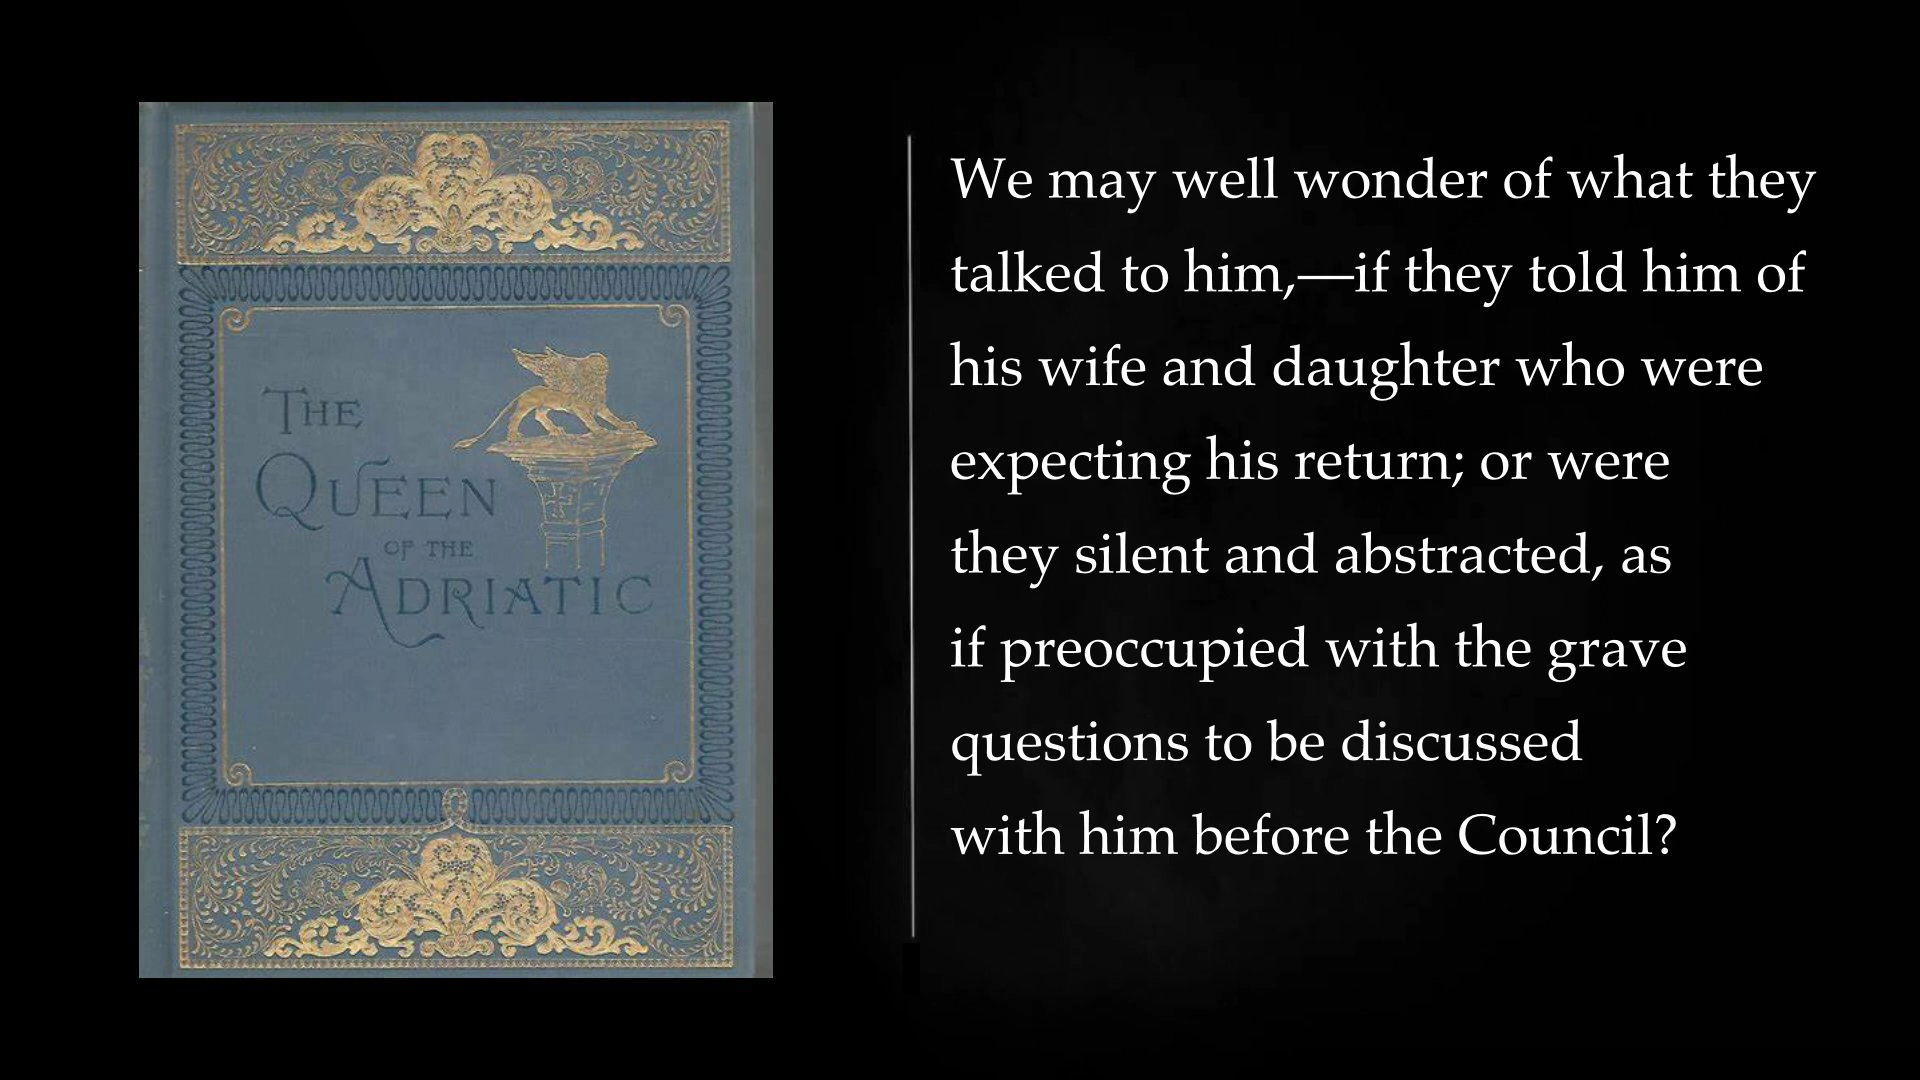 The
Queen
of the
Adriatic
We may well wonder of what they
talked to him,—if they told him of
his wife and daughter who were
expecting his return; or were
they silent and abstracted, as
if preoccupied with the grave
questions to be discussed
with him before the Council?